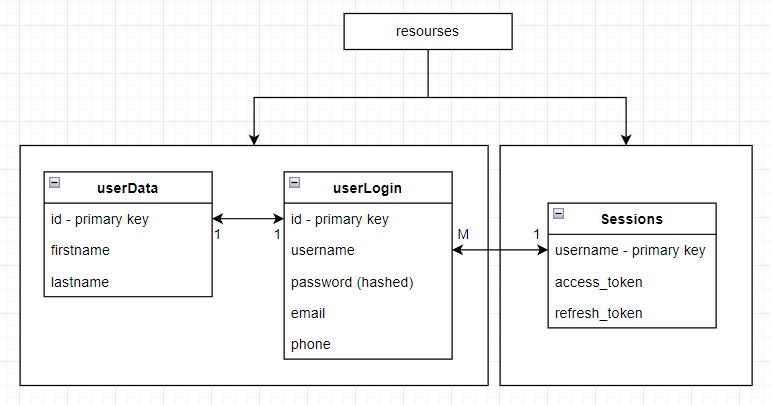 resourses
userData
id - primary key
firstname
lastname
1
1
userLogin
id - primary key
username
password (hashed)
email
phone
M
1
Sessions
username - primary key
access_token
refresh_token